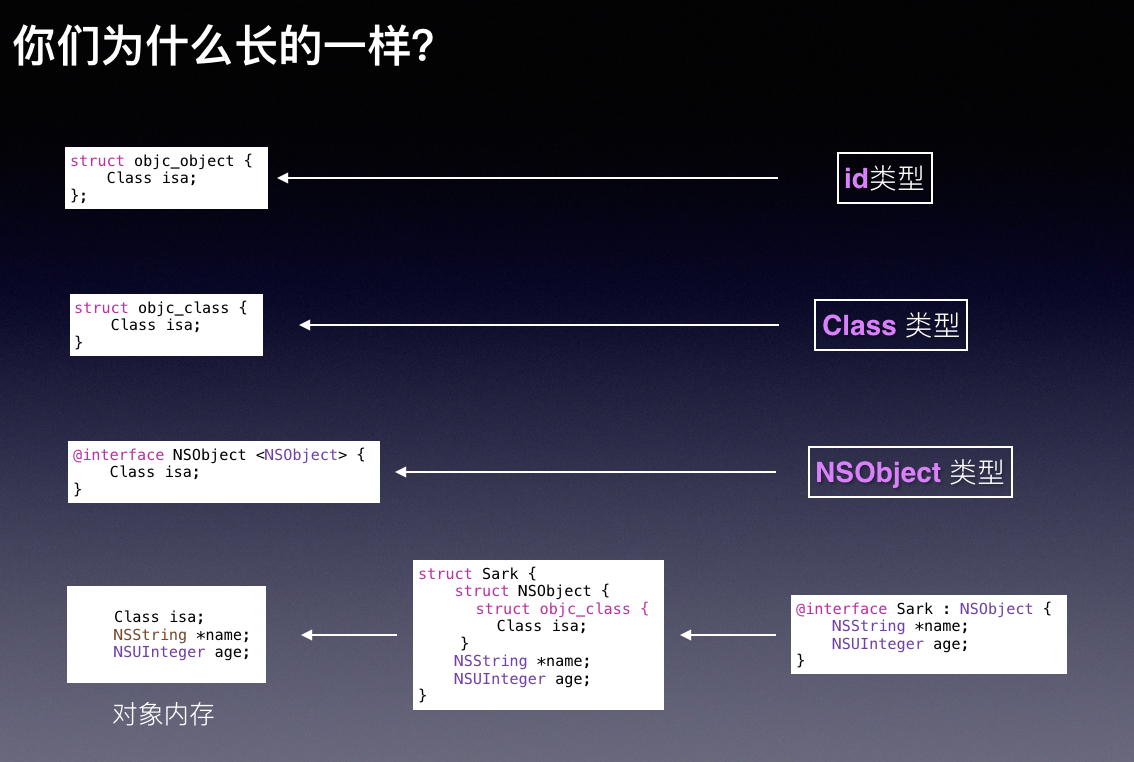 你们为什么长的一样?
struct objc_object {
    Class isa;
};
id类型
struct objc_class {
    Class isa;
}
Class 类型
@interface NSObject <NSObject> {
    Class isa;
}
NSObject 类型
Class isa;
NSString *name;
NSUInteger age;
对象内存
struct Sark {
    struct NSObject {
        struct objc_class {
            Class isa;
    }
    NSString *name;
    NSUInteger age;
}
@interface Sark : NSObject {
    NSString *name;
    NSUInteger age;
}